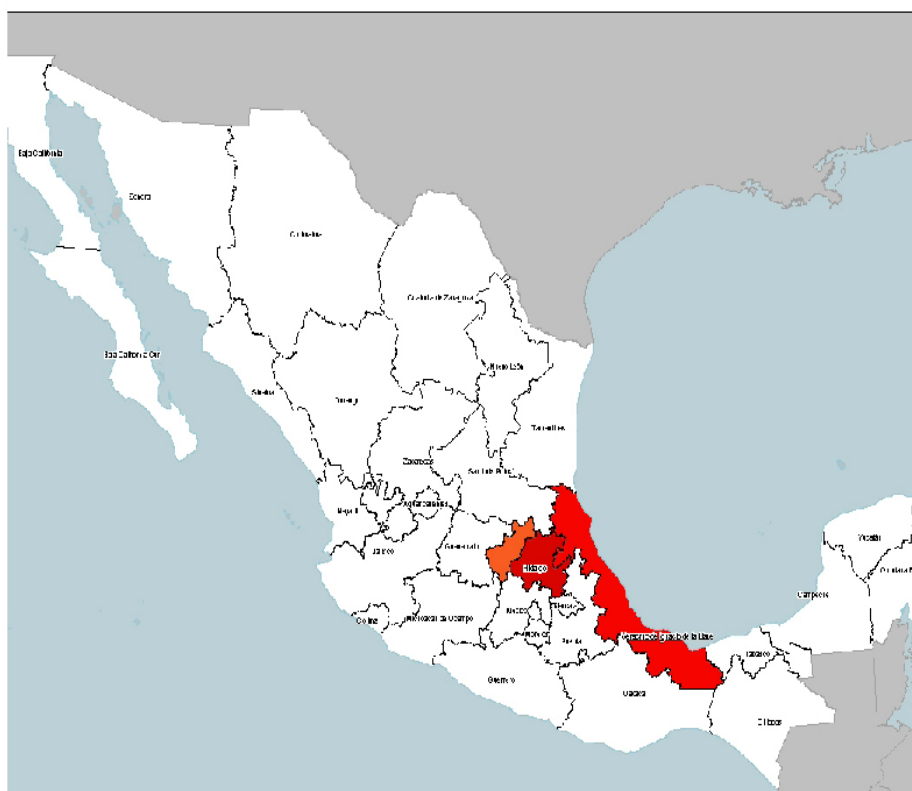 Baja California
Sonora
Chihuahua
Coahuila de Zaragoza
Baja California Sur
Nuevo León
Sinaloa
Durango
Tamaulipas
Zacatecas
San Luis Potosí
Aguascalientes
Nayarit
Guanajuato
Jalisco
Hidalgo
Yucatán
Campeche
México
Tlaxcala
Colima
Michoacán de Ocampo
Morelos
Puebla
Veracruz de Ignacio de la Llave
Tabasco
Guerrero
Oaxaca
Chiapas